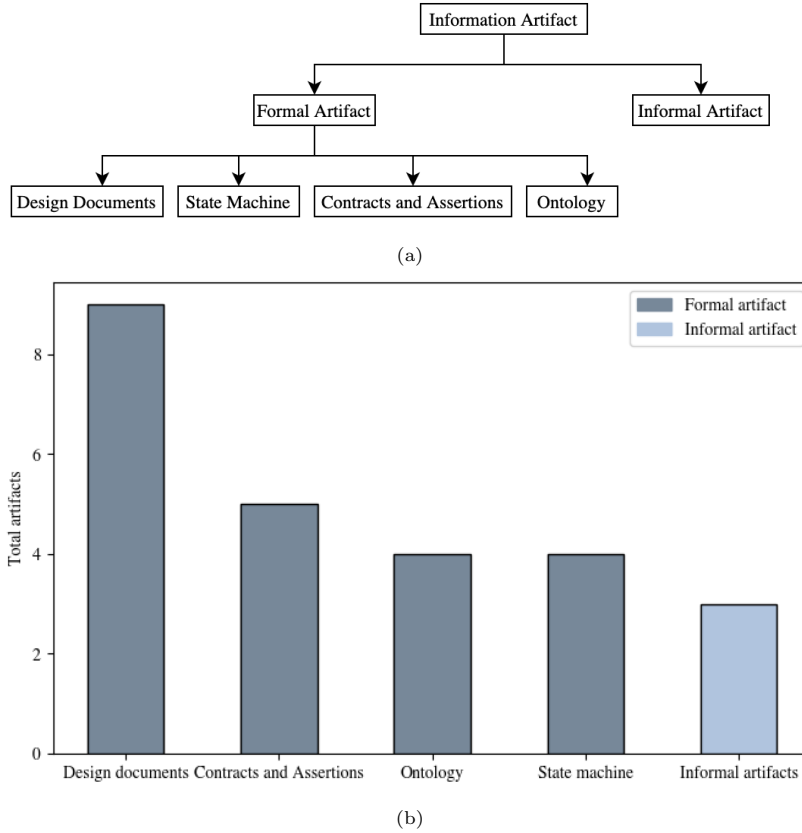 Information Artifact
Formal Artifact
Informal Artifact
Design Documents
State Machine
Contracts and Assertions
Ontology
(a)
Formal artifact
Informal artifact
Total artifacts
8
6
4
2
0
Design documents
Contracts and Assertions
Ontology
State machine
Informal artifacts
(b)